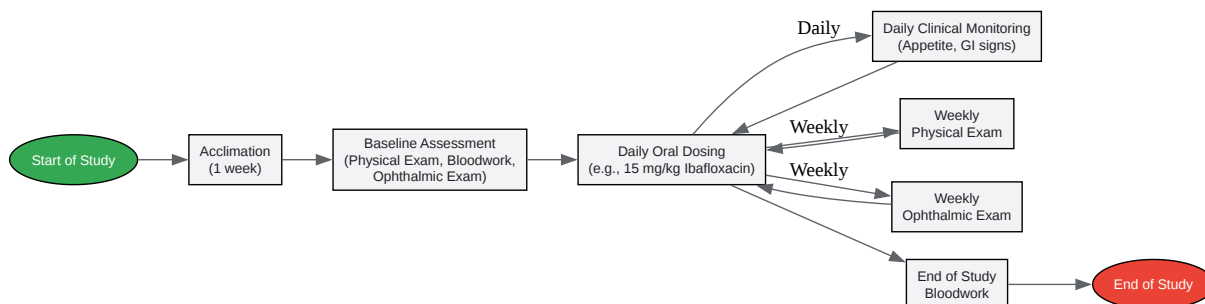 Start of Study
Acclimation
(1 week)
Baseline Assessment
(Physical Exam, Bloodwork,
Ophthalmic Exam)
Daily Oral Dosing
(e.g., 15 mg/kg Ibafloxacin)
Daily
Daily Clinical Monitoring
(Appetite, GI signs)
Weekly
Weekly
Physical Exam
Weekly
Weekly
Ophthalmic Exam
End of Study
Bloodwork
End of Study